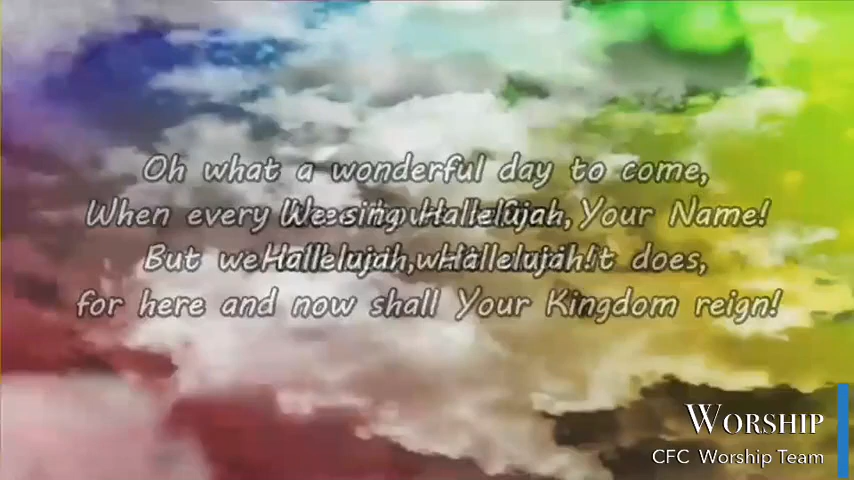 Oh what a wonderful day to come,
When every We sing Hallelujah, Your Name!
But we Hallelujah, Hallelujah! it does,
for here and now shall Your Kingdom reign!
WORSHIP
CFC Worship Team